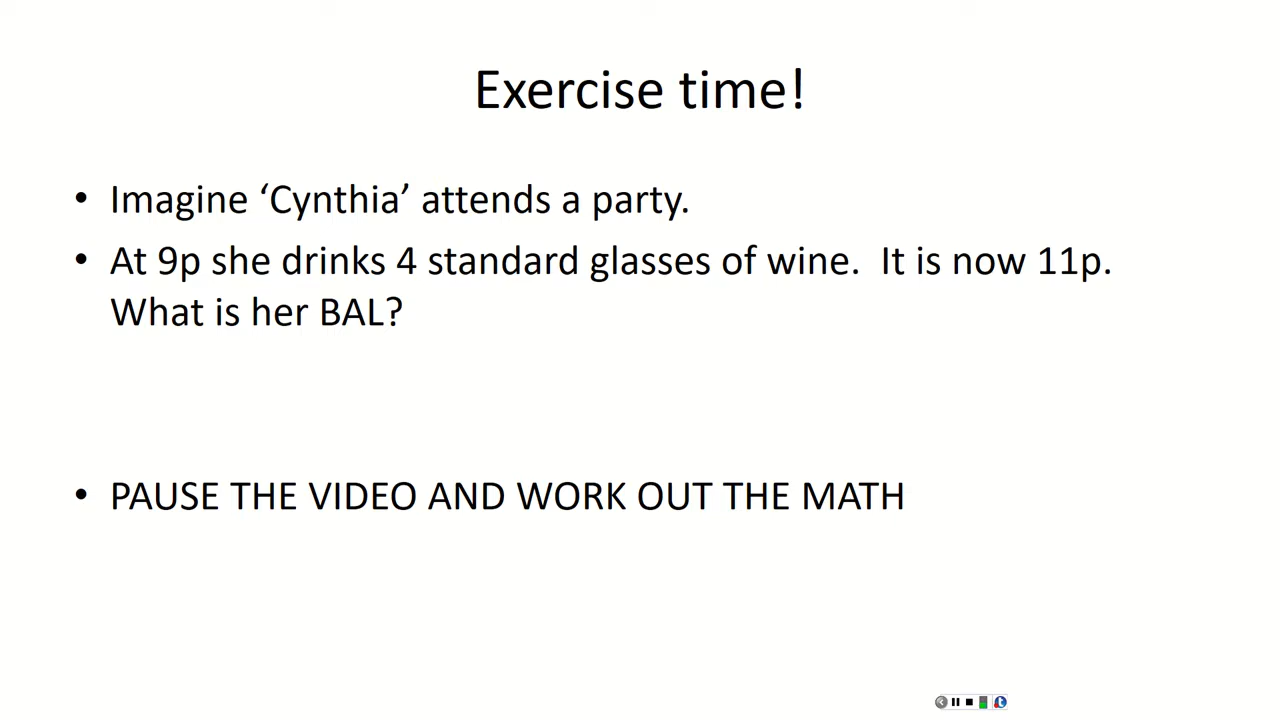 Exercise time!
• Imagine ‘Cynthia’ attends a party.
• At 9p she drinks 4 standard glasses of wine.  It is now 11p.
What is her BAL?
• PAUSE THE VIDEO AND WORK OUT THE MATH